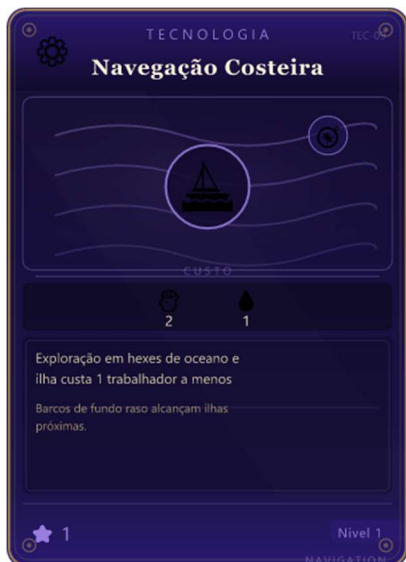 TECNOLOGIA
TEC-05
Navegação Costeira
CUSTO
2
1
Exploração em hexes de oceano e
ilha custa 1 trabalhador a menos
Barcos de fundo raso alcançam ilhas
próximas.
1
Nível 1
NAVIGATION